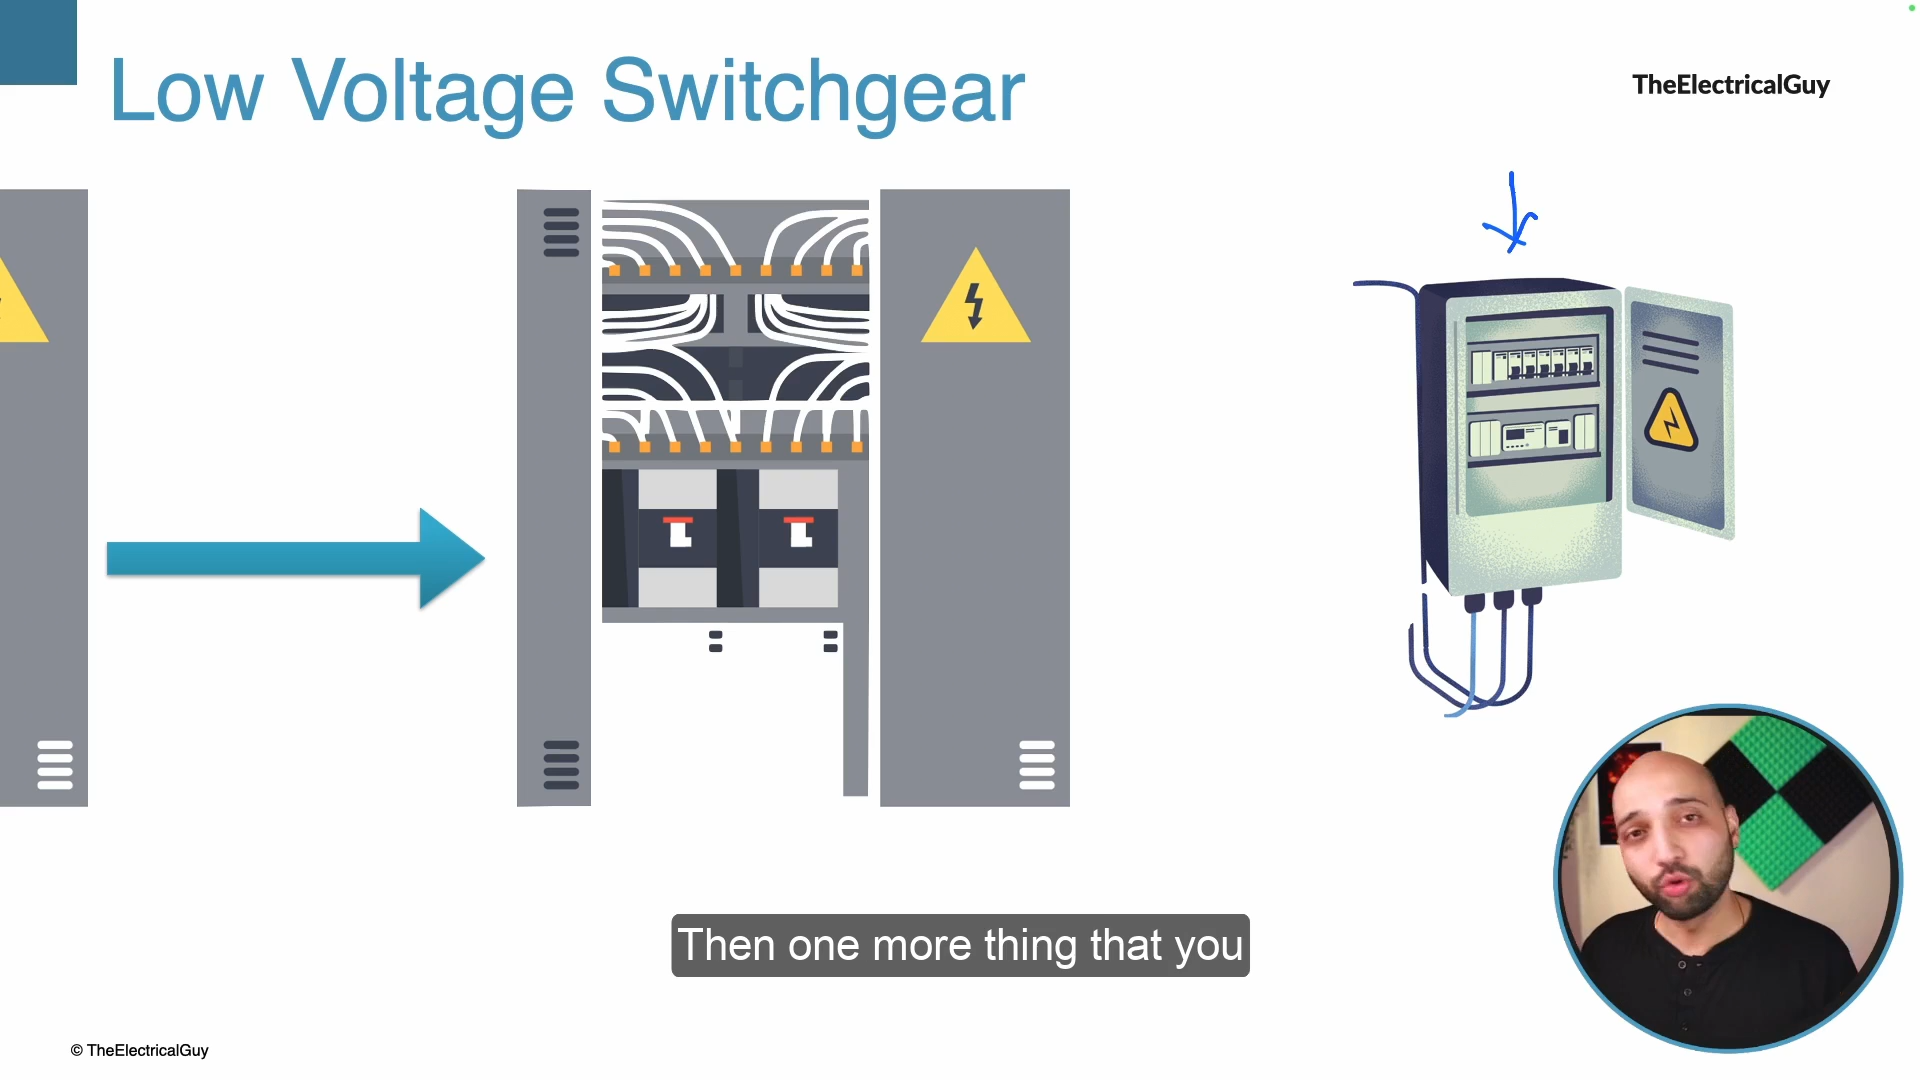 Low Voltage Switchgear
TheElectricalGuy
Then one more thing that you
© TheElectricalGuy